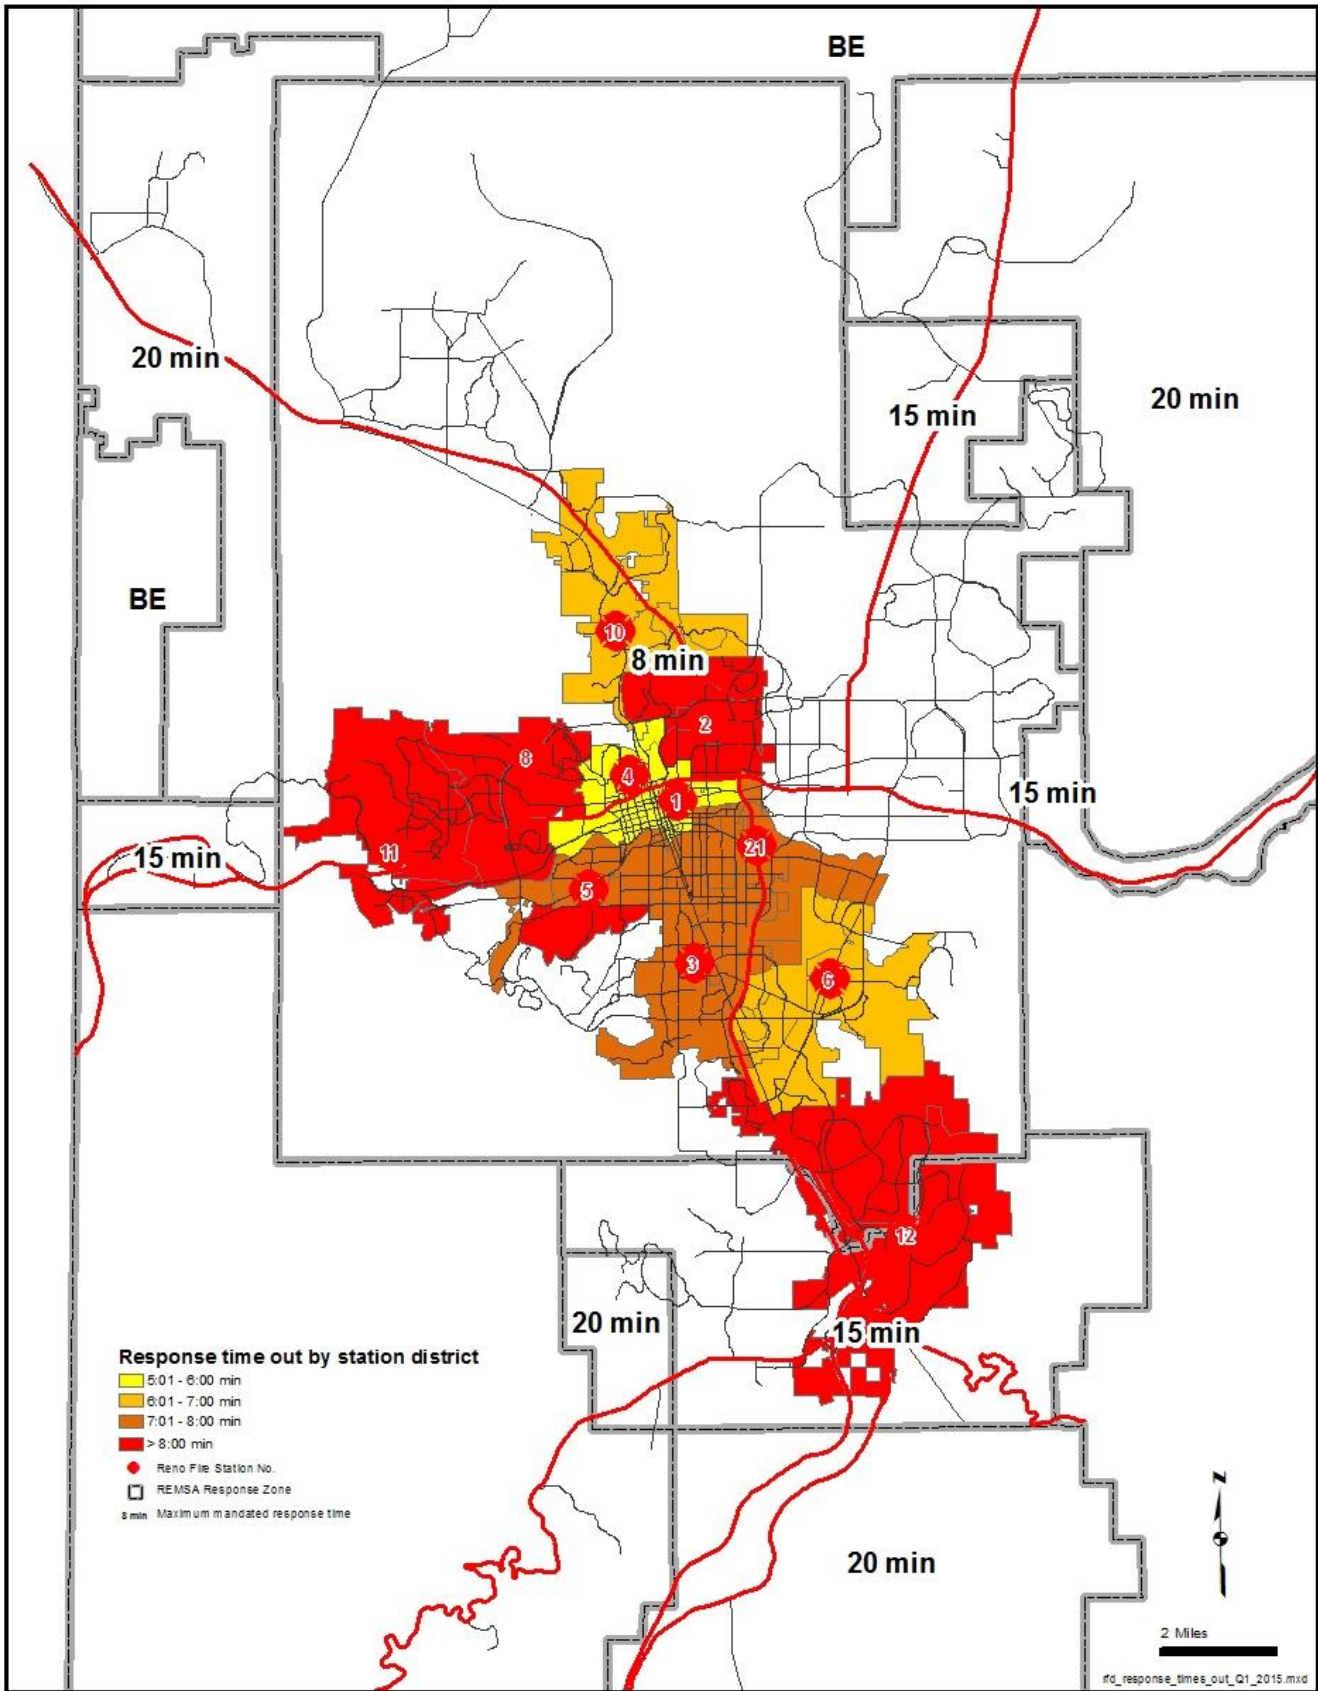 BE
20 min
15 min
20 min
BE
10
8 min
2
8
4
1
15 min
21
11
15 min
5
3
6
12
20 min
15 min
Response time out by station district
5:01 - 6:00 min
6:01 - 7:00 min
7:01 - 8:00 min
> 8:00 min
Reno Fire Station No.
REMSA Response Zone
8 min Maximum mandated response time
Z
20 min
2 Miles
rfd_response_times_out_Q1_2015.mxd